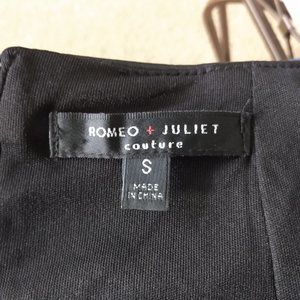 ROMEO + JULIET
couture
S
MADE
IN CHINA